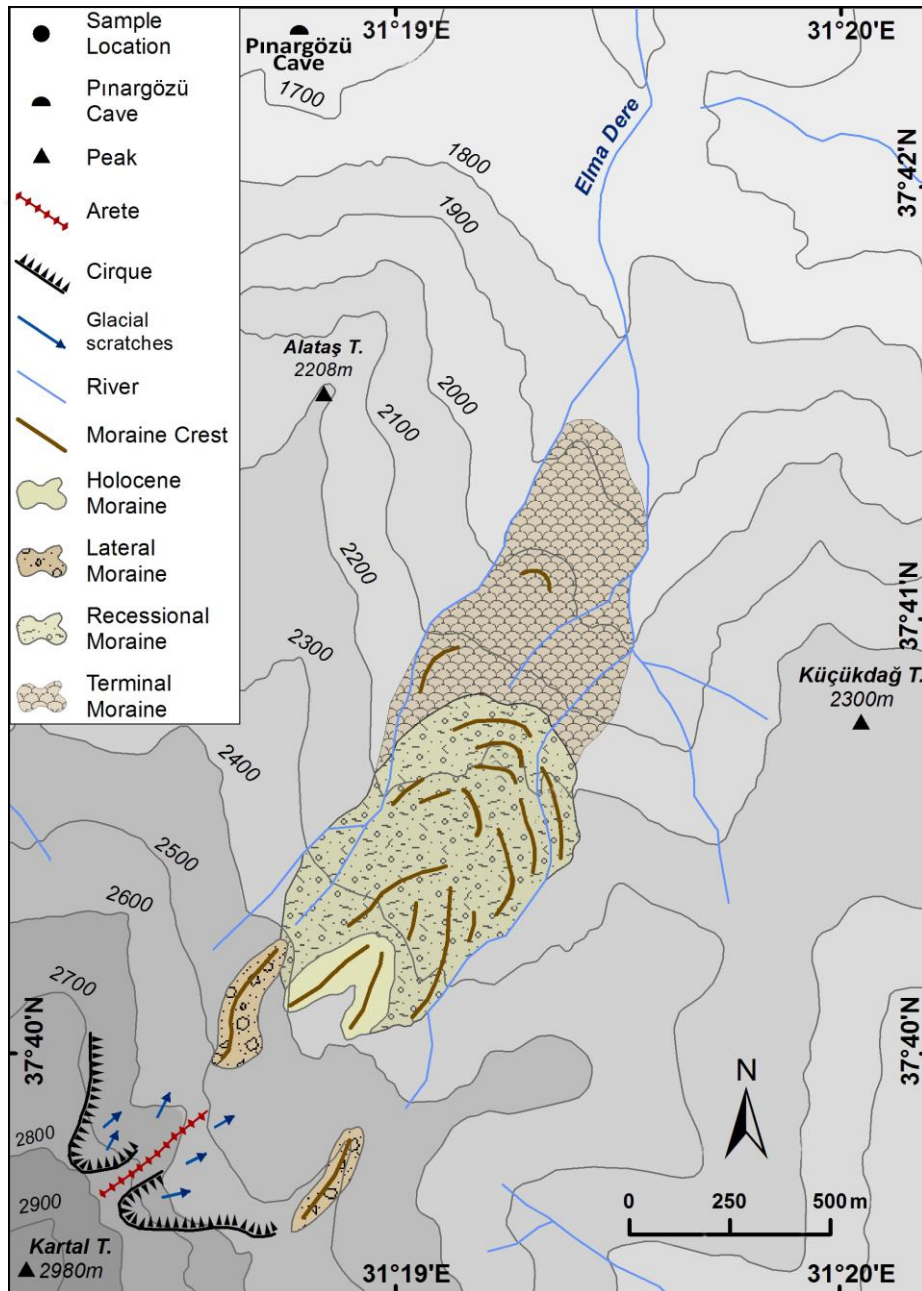 Sample
Location
Pınargözü
Cave
Peak
Arete
Cirque
Glacial
scratches
River
Moraine Crest
Holocene
Moraine
Lateral
Moraine
Recessional
Moraine
Terminal
Moraine
31°19'E
31°20'E
Pınargözü
Cave
1700
1800
1900
Elma Dere
37°42'N
Alataş T.
2208m
2000
2100
2200
2300
37°41'N
Küçükdağ T.
2300m
2400
2500
2600
2700
37°40'N
37°40'N
N
2800
2900
0 250 500 m
Kartal T.
2980m
31°19'E
31°20'E